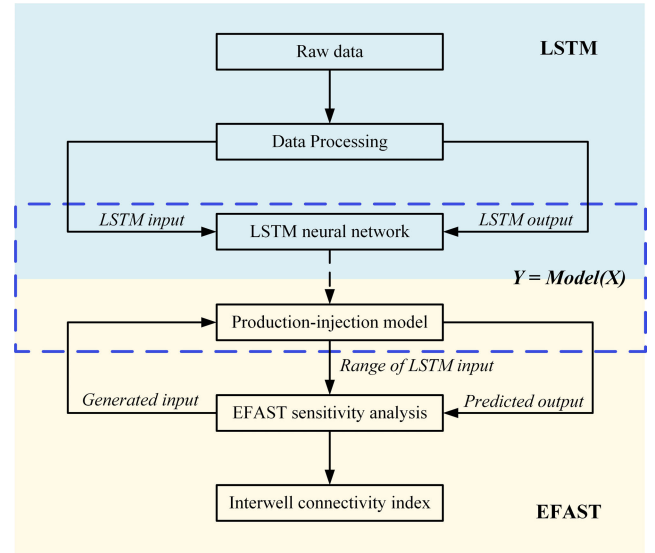 Raw data
LSTM
Data Processing
LSTM input
LSTM output
LSTM neural network
Y = Model(X)
Production-injection model
Range of LSTM input
Generated input
Predicted output
EFAST sensitivity analysis
Interwell connectivity index
EFAST